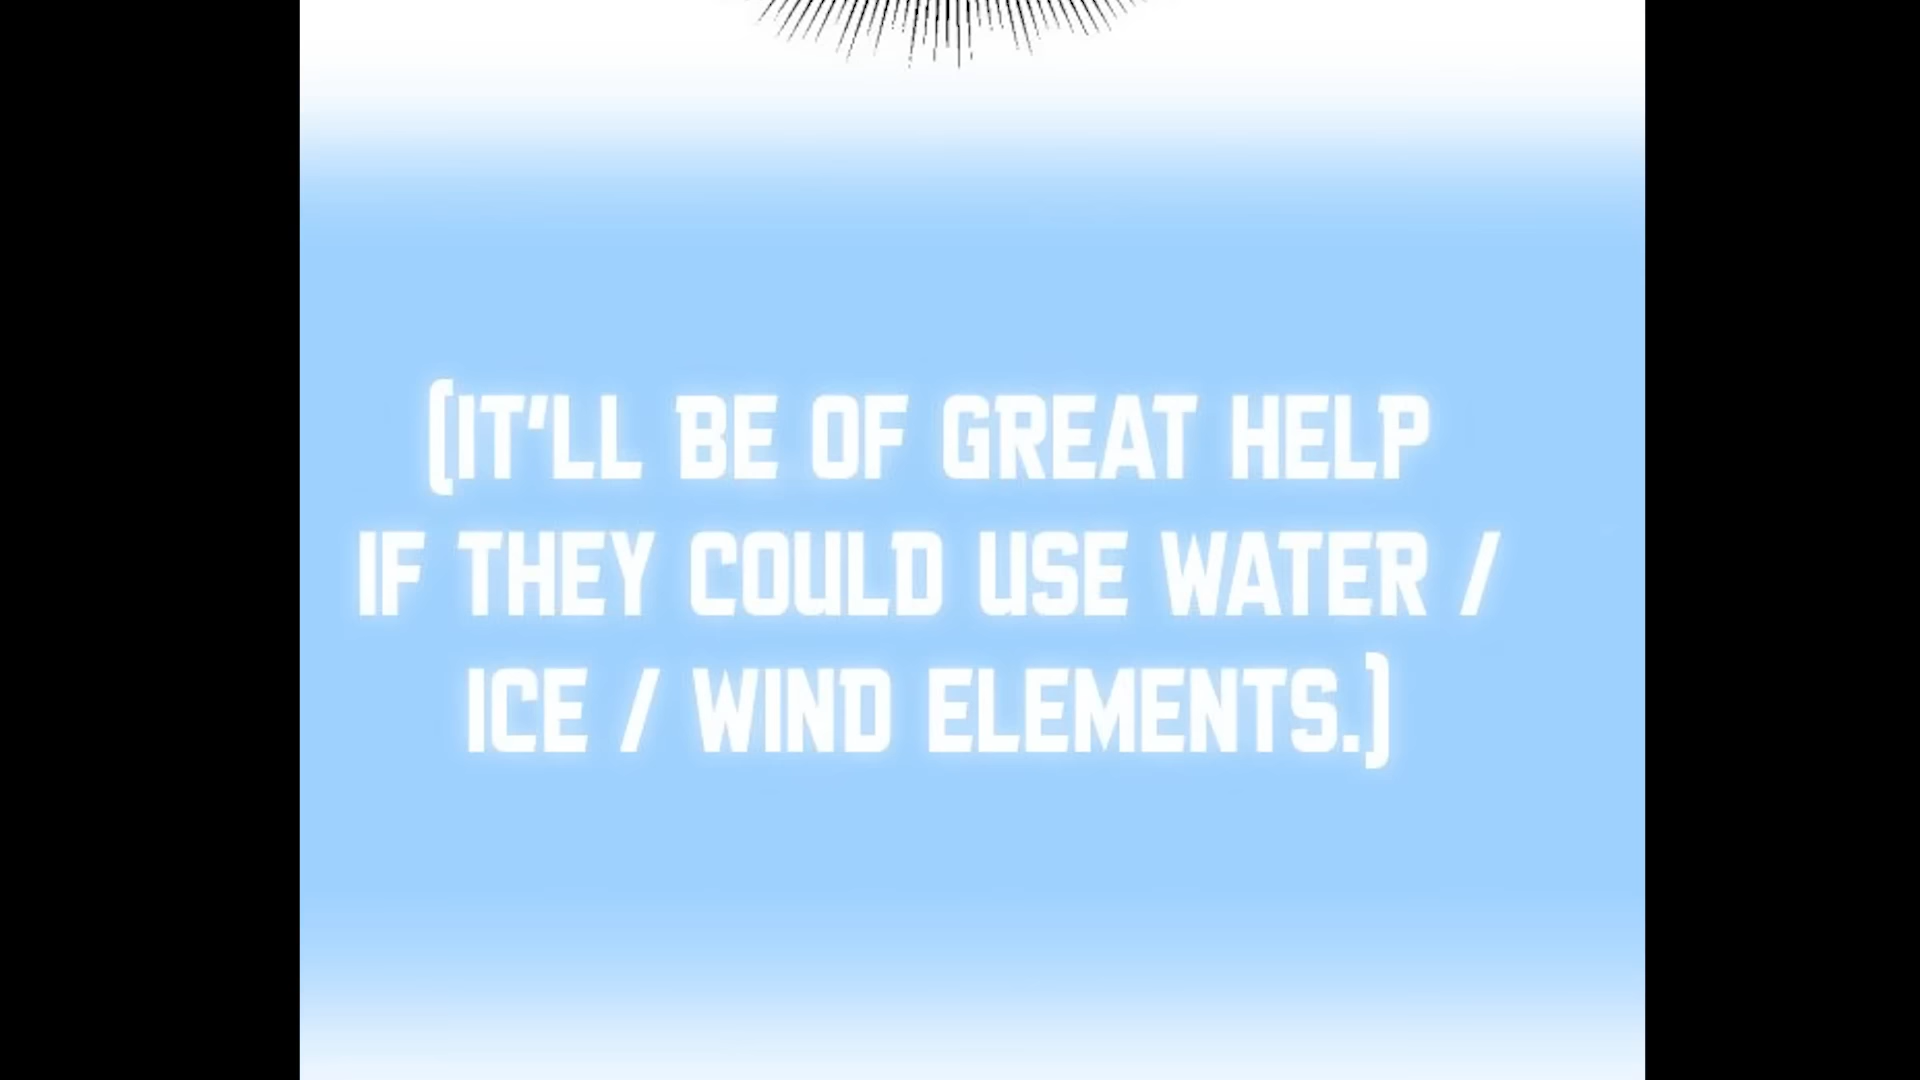 (IT'LL BE OF GREAT HELP
IF THEY COULD USE WATER /
ICE / WIND ELEMENTS.)